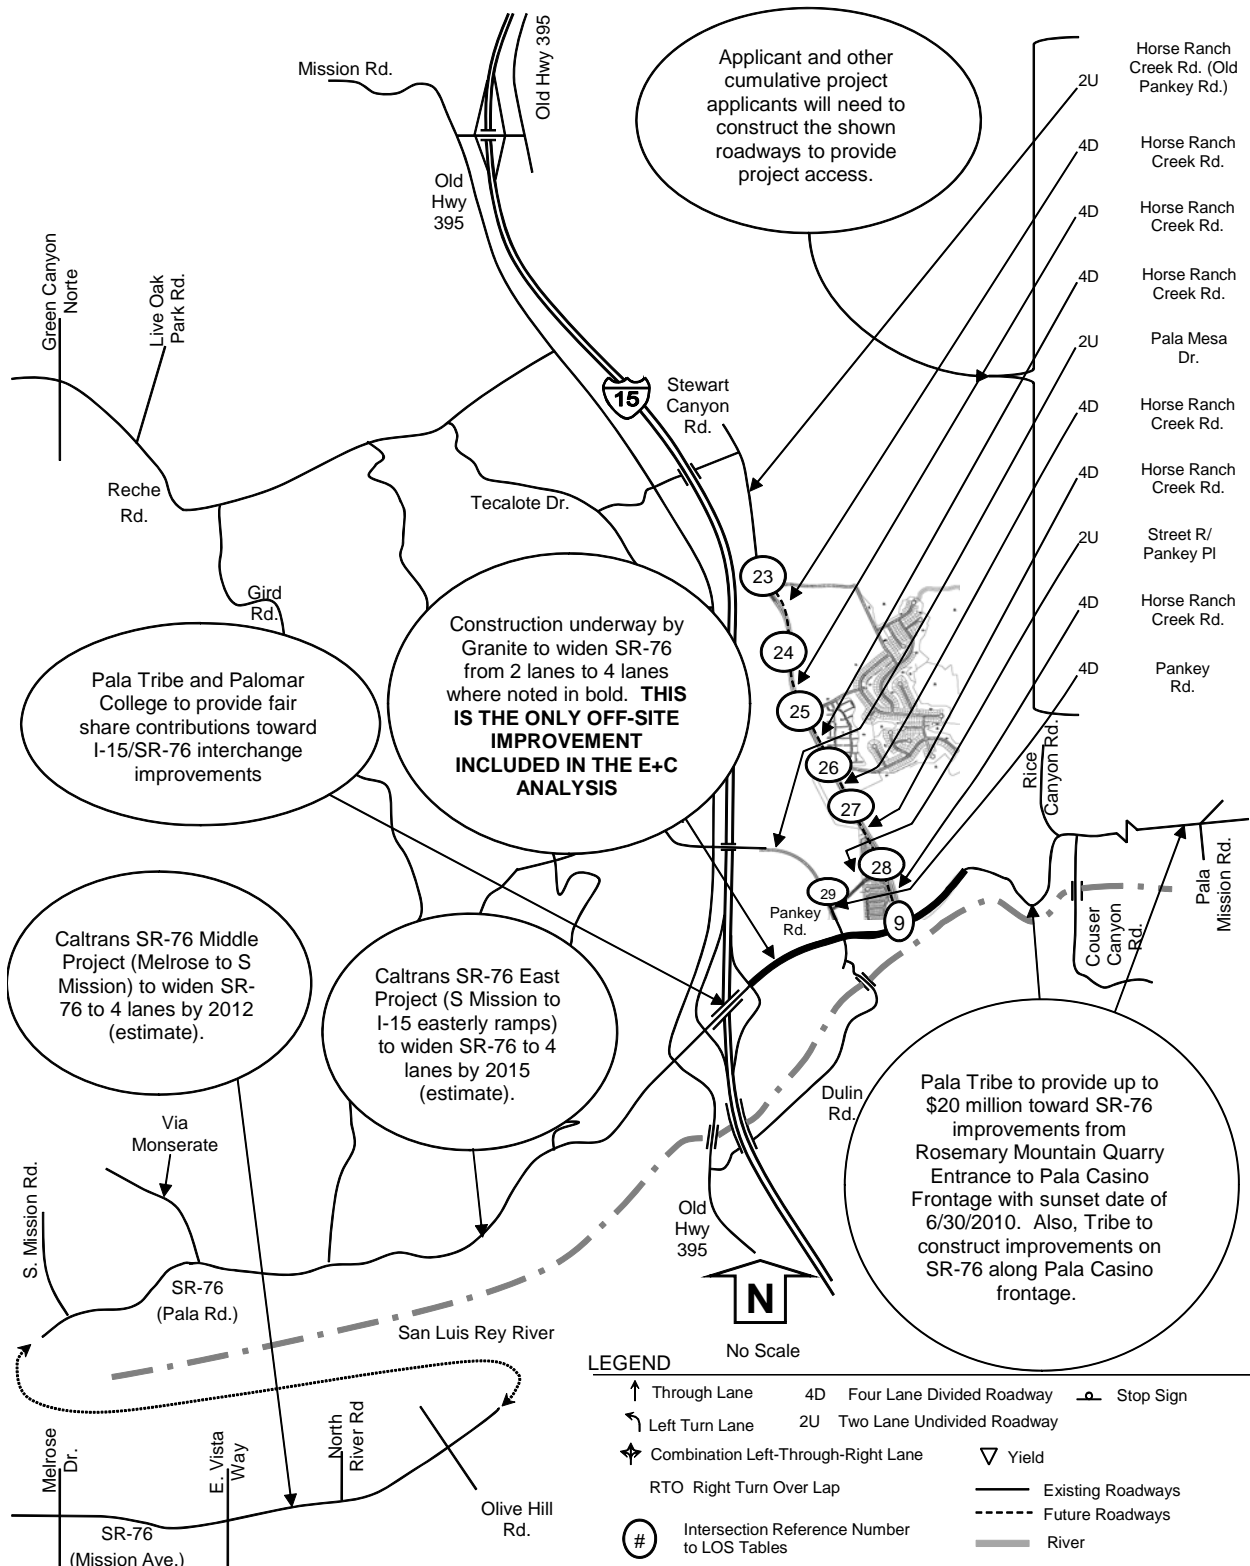 Mission Rd.
Old Hwy 395
Old
Hwy
395
Applicant and other
cumulative project
applicants will need to
construct the shown
roadways to provide
project access.
2U
Horse Ranch
Creek Rd. (Old
Pankey Rd.)
4D
Horse Ranch
Creek Rd.
4D
Horse Ranch
Creek Rd.
4D
Horse Ranch
Creek Rd.
2U
Pala Mesa
Dr.
4D
Horse Ranch
Creek Rd.
4D
Horse Ranch
Creek Rd.
2U
Street R/
Pankey Pl
4D
Horse Ranch
Creek Rd.
4D
Pankey
Rd.
Green Canyon
Norte
Live Oak
Park Rd.
15
Stewart
Canyon
Rd.
Reche
Rd.
Tecalote Dr.
Gird
Rd.
23
24
25
26
27
28
29
9
Construction underway by
Granite to widen SR-76
from 2 lanes to 4 lanes
where noted in bold. THIS
IS THE ONLY OFF-SITE
IMPROVEMENT
INCLUDED IN THE E+C
ANALYSIS
Pala Tribe and Palomar
College to provide fair
share contributions toward
I-15/SR-76 interchange
improvements
Rice
Canyon Rd.
Pala
Mission Rd.
Couser
Canyon
Rd.
Pankey
Rd.
Caltrans SR-76 Middle
Project (Melrose to S
Mission) to widen SR-
76 to 4 lanes by 2012
(estimate).
Caltrans SR-76 East
Project (S Mission to
I-15 easterly ramps)
to widen SR-76 to 4
lanes by 2015
(estimate).
Dulin
Rd.
Pala Tribe to provide up to
$20 million toward SR-76
improvements from
Rosemary Mountain Quarry
Entrance to Pala Casino
Frontage with sunset date of
6/30/2010. Also, Tribe to
construct improvements on
SR-76 along Pala Casino
frontage.
Via
Monserate
S. Mission Rd.
Old
Hwy
395
SR-76
(Pala Rd.)
San Luis Rey River
N
No Scale
Melrose
Dr.
E. Vista
Way
North
River Rd
Olive Hill
Rd.
SR-76
(Mission Ave.)
LEGEND
Through Lane
4D Four Lane Divided Roadway
Stop Sign
Left Turn Lane
2U Two Lane Undivided Roadway
Combination Left-Through-Right Lane
Yield
RTO Right Turn Over Lap
Existing Roadways
Future Roadways
# Intersection Reference Number
to LOS Tables
River